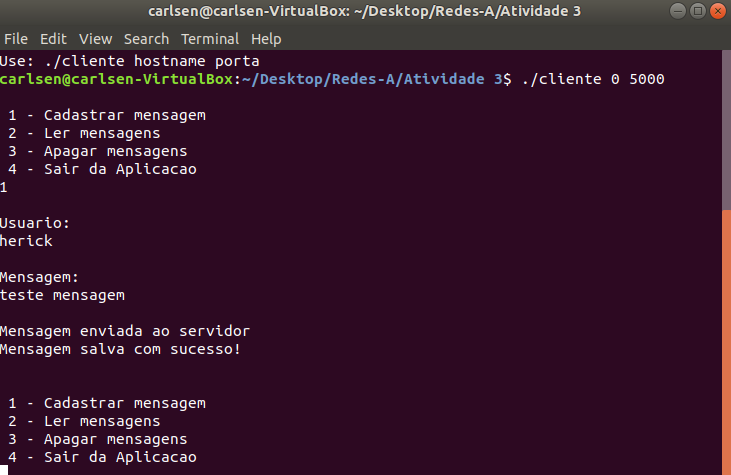 carlsen@carlsen-VirtualBox: ~/Desktop/Redes-A/Atividade 3
File Edit View Search Terminal Help
Use: ./cliente hostname porta
carlsen@carlsen-VirtualBox:~/Desktop/Redes-A/Atividade 3$ ./cliente 0 5000
1 - Cadastrar mensagem
2 - Ler mensagens
3 - Apagar mensagens
4 - Sair da Aplicacao
1
Usuario:
herick
Mensagem:
teste mensagem
Mensagem enviada ao servidor
Mensagem salva com sucesso!
1 - Cadastrar mensagem
2 - Ler mensagens
3 - Apagar mensagens
4 - Sair da Aplicacao